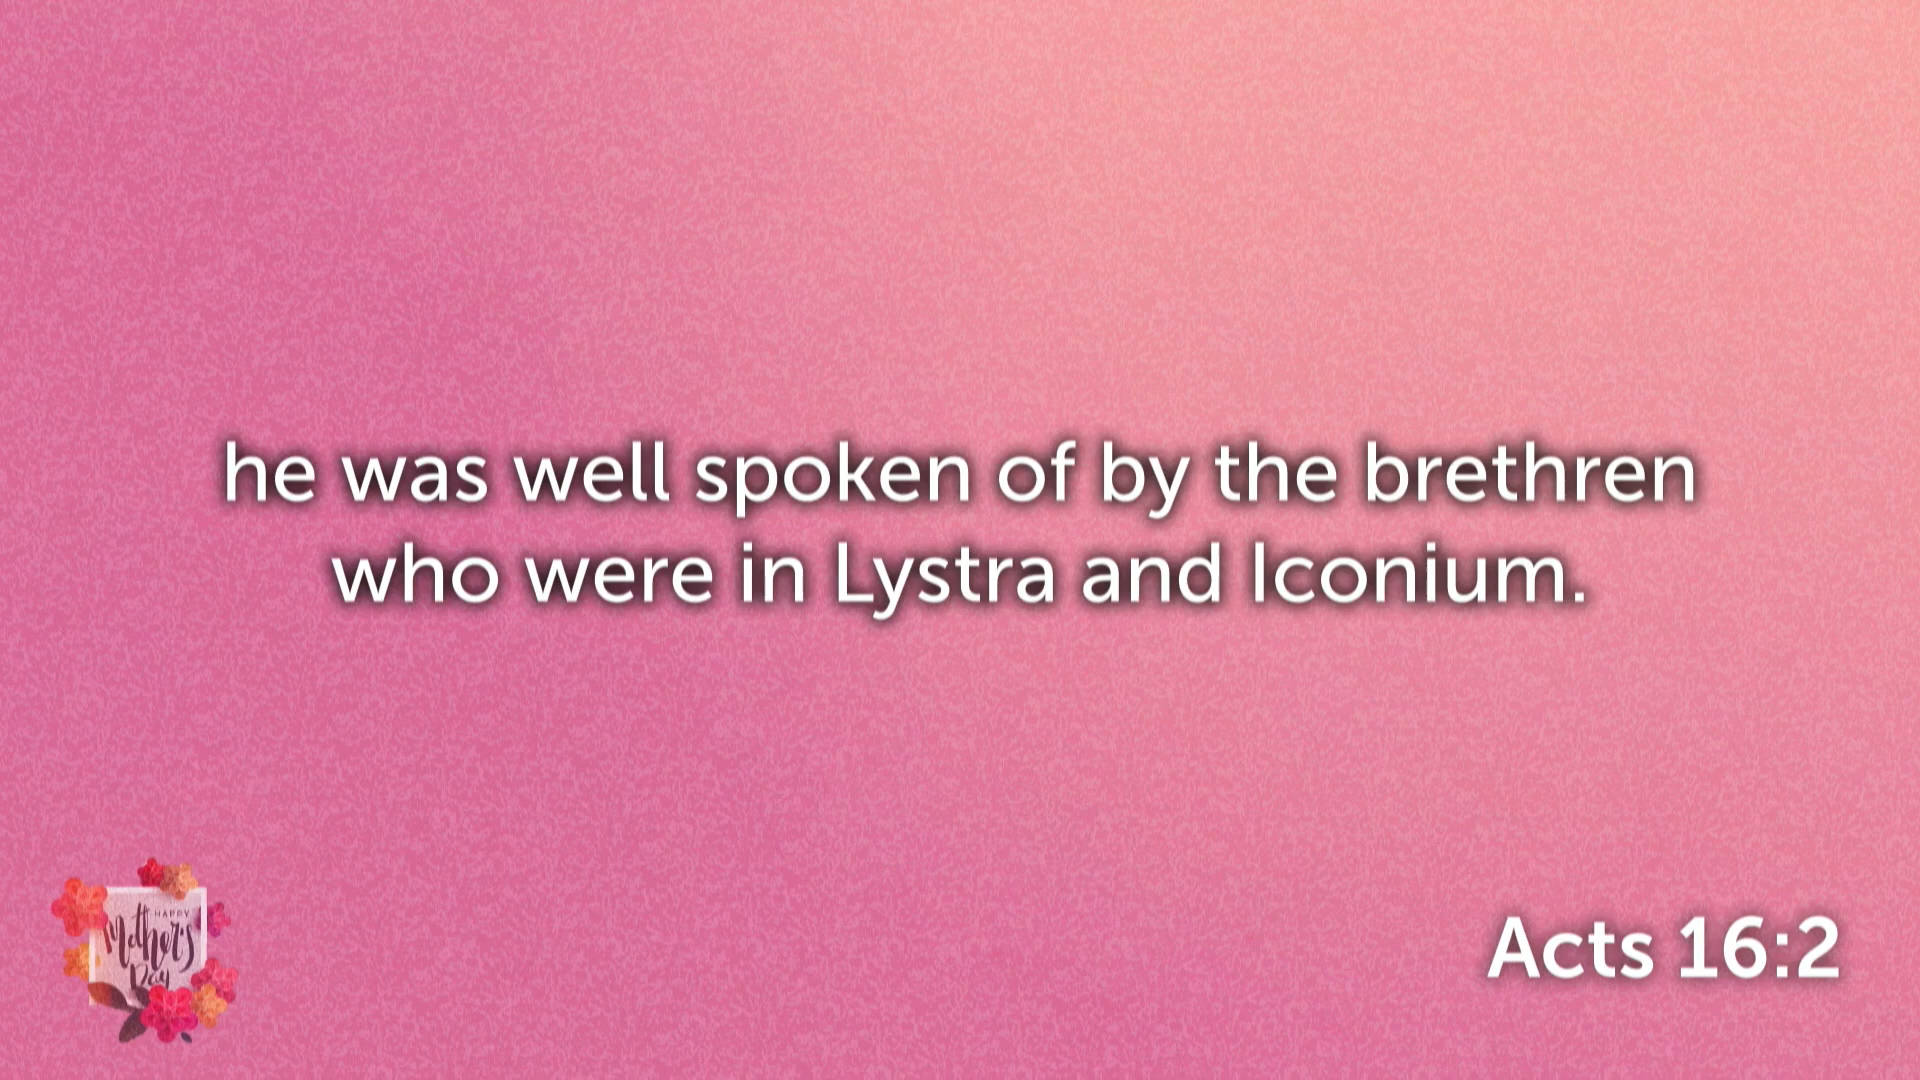 he was well spoken of by the brethren
who were in Lystra and Iconium.
HAPPY
Mother's
Day
Acts 16:2